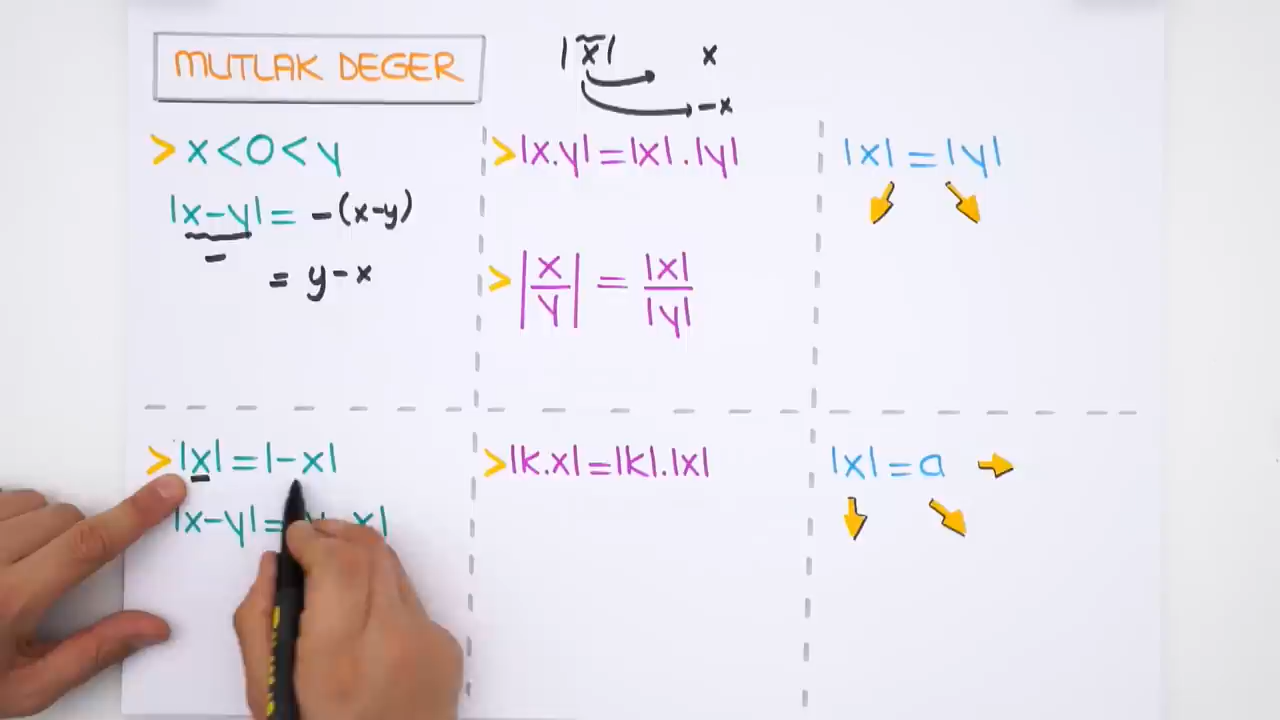 MUTLAK DEGER
|x| x
-x
> x<0<y
|x-y|= -(x-y)
-
= y-x
> |x.y|=|x|.|y|
> |x/y| = |x|/|y|
|x|=|y|
> |x|=|-x|
|x-y|=
x|
> |k.x|=|k|.|x|
|x|=a